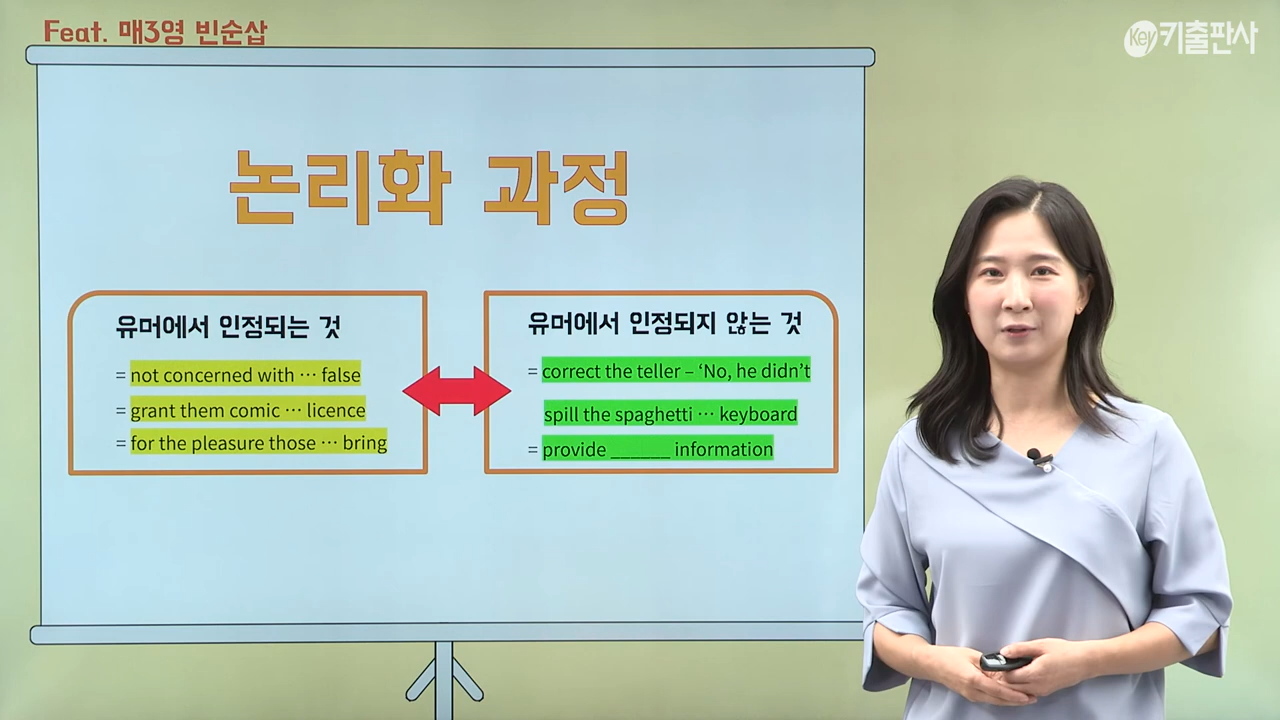 Feat. 매3영 빈순삽
Key 키출판사
논리화 과정
유머에서 인정되는 것
= not concerned with ··· false
= grant them comic ··· licence
= for the pleasure those ··· bring
유머에서 인정되지 않는 것
= correct the teller – ‘No, he didn’t
spill the spaghetti ··· keyboard
= provide ______ information